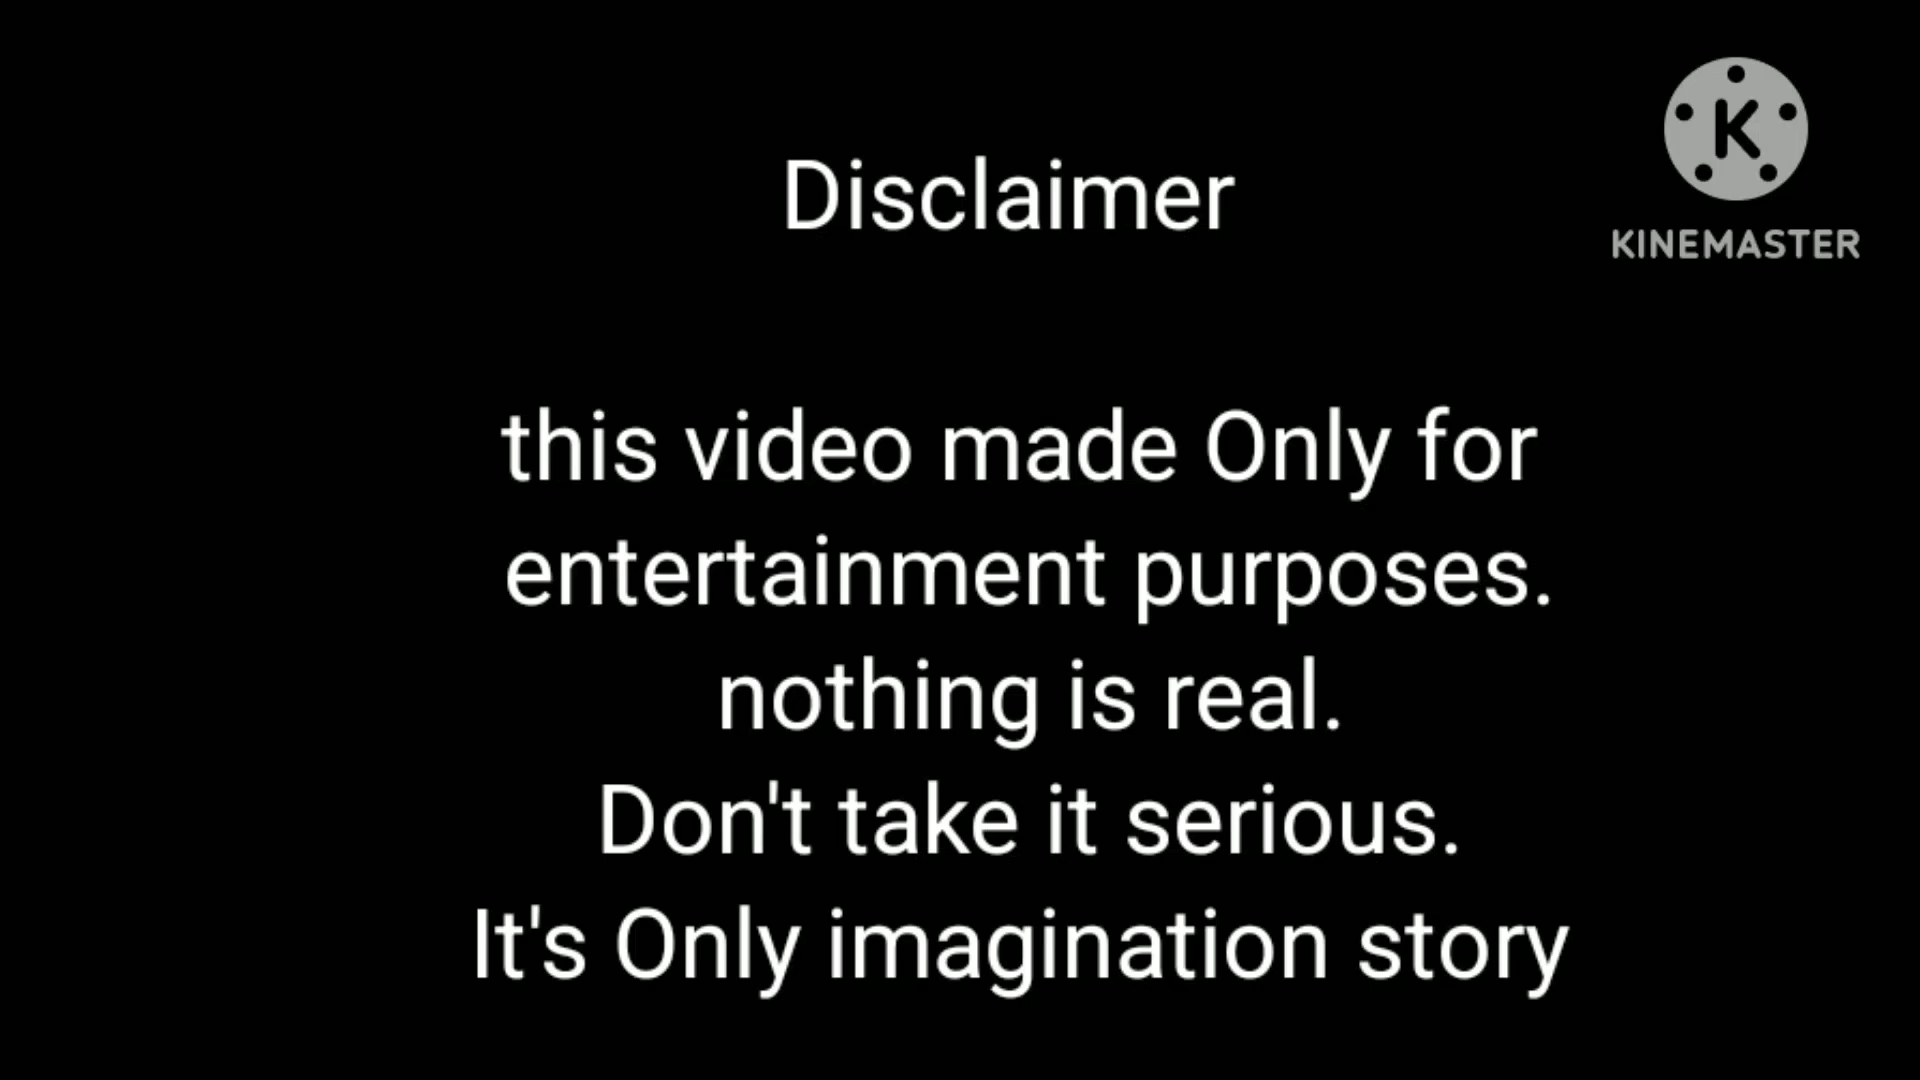 K
KINEMASTER
Disclaimer
this video made Only for
entertainment purposes.
nothing is real.
Don't take it serious.
It's Only imagination story